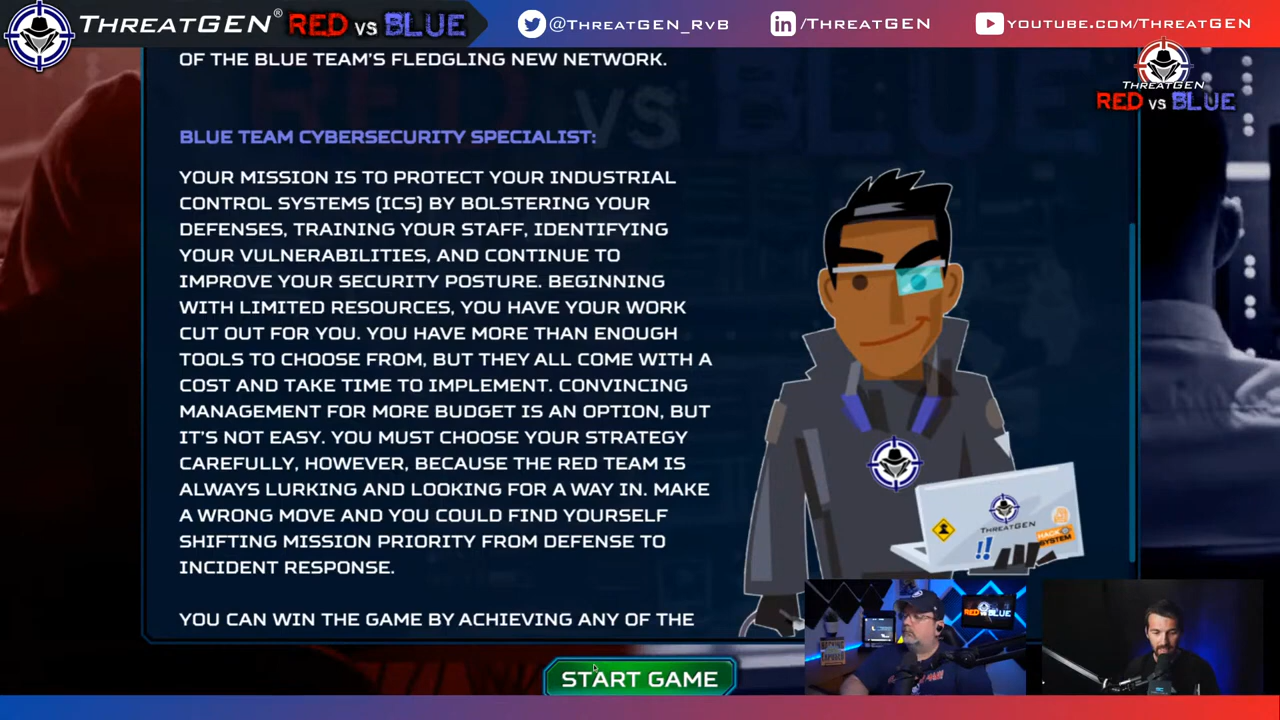 THREATGEN® RED VS BLUE
@THREATGEN_RVB
/THREATGEN
YOUTUBE.COM/THREATGEN
THREATGEN
RED VS BLUE
OF THE BLUE TEAM'S FLEDGLING NEW NETWORK.
BLUE TEAM CYBERSECURITY SPECIALIST:
YOUR MISSION IS TO PROTECT YOUR INDUSTRIAL
CONTROL SYSTEMS (ICS) BY BOLSTERING YOUR
DEFENSES, TRAINING YOUR STAFF, IDENTIFYING
YOUR VULNERABILITIES, AND CONTINUE TO
IMPROVE YOUR SECURITY POSTURE. BEGINNING
WITH LIMITED RESOURCES, YOU HAVE YOUR WORK
CUT OUT FOR YOU. YOU HAVE MORE THAN ENOUGH
TOOLS TO CHOOSE FROM, BUT THEY ALL COME WITH A
COST AND TAKE TIME TO IMPLEMENT. CONVINCING
MANAGEMENT FOR MORE BUDGET IS AN OPTION, BUT
IT'S NOT EASY. YOU MUST CHOOSE YOUR STRATEGY
CAREFULLY, HOWEVER, BECAUSE THE RED TEAM IS
ALWAYS LURKING AND LOOKING FOR A WAY IN. MAKE
A WRONG MOVE AND YOU COULD FIND YOURSELF
SHIFTING MISSION PRIORITY FROM DEFENSE TO
INCIDENT RESPONSE.
YOU CAN WIN THE GAME BY ACHIEVING ANY OF THE
THREATGEN
!!
HACK
SYSTEM
RED VS BLUE
START GAME